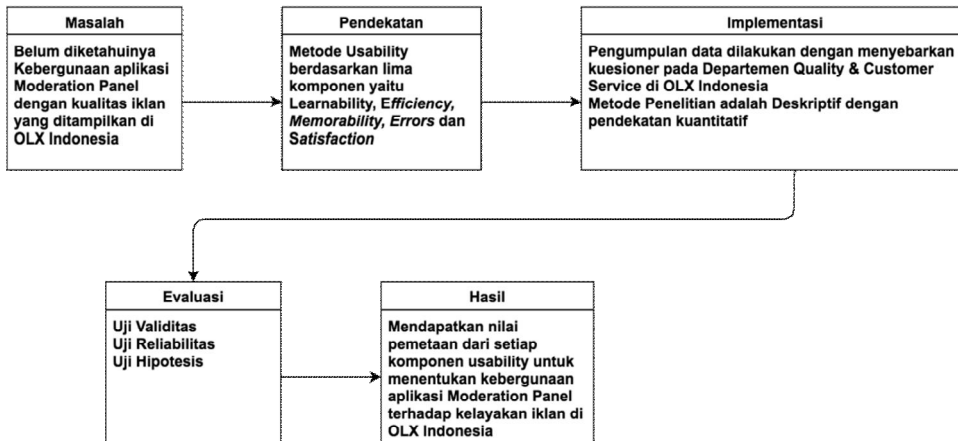 Masalah
Belum diketahuinya
Kebergunaan aplikasi
Moderation Panel
dengan kualitas iklan
yang ditampilkan di
OLX Indonesia
Pendekatan
Metode Usability
berdasarkan lima
komponen yaitu
Learnability, Efficiency,
Memorability, Errors dan
Satisfaction
Implementasi
Pengumpulan data dilakukan dengan menyebarkan
kuesioner pada Departemen Quality & Customer
Service di OLX Indonesia
Metode Penelitian adalah Deskriptif dengan
pendekatan kuantitatif
Evaluasi
Uji Validitas
Uji Reliabilitas
Uji Hipotesis
Hasil
Mendapatkan nilai
pemetaan dari setiap
komponen usability untuk
menentukan kebergunaan
aplikasi Moderation Panel
terhadap kelayakan iklan di
OLX Indonesia